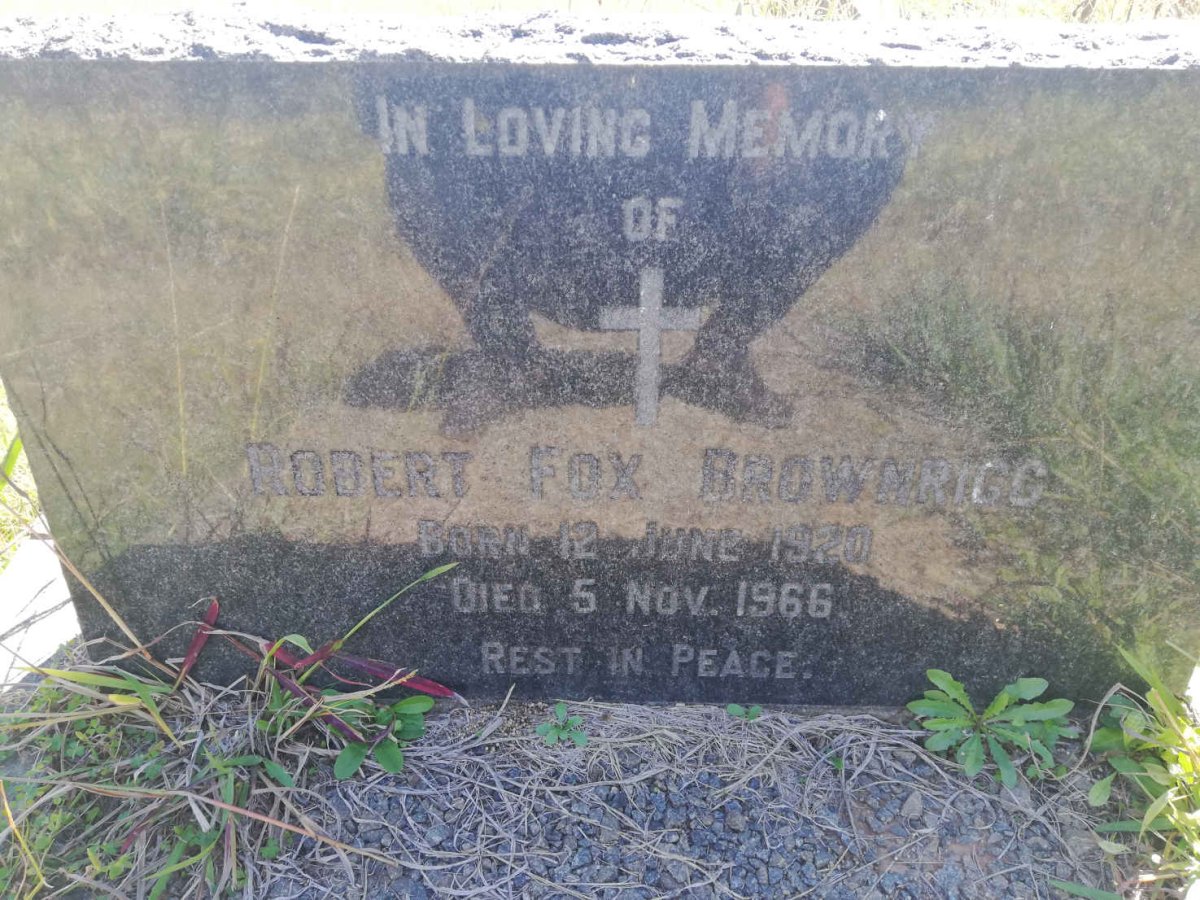 IN LOVING MEMORY
OF
ROBERT FOX BROWNRIGG
BORN 12 JUNE 1920
DIED 5 NOV. 1966
REST IN PEACE.